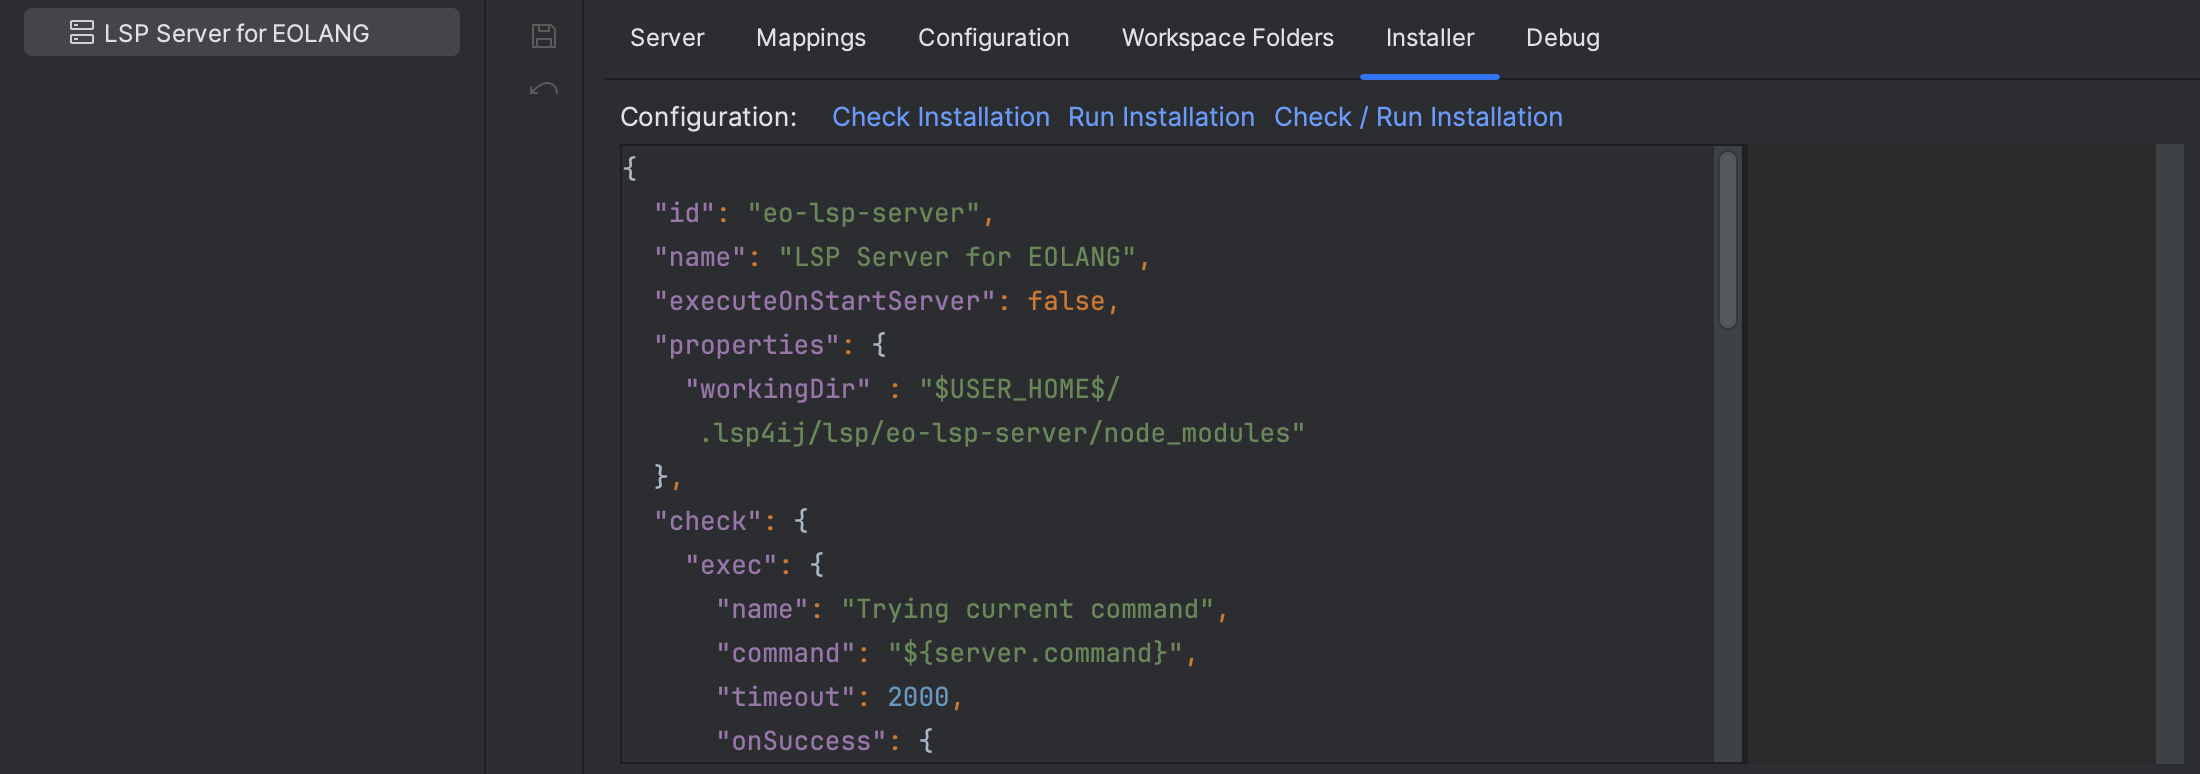 LSP Server for EOLANG
Server Mappings Configuration Workspace Folders Installer Debug
Configuration: Check Installation Run Installation Check / Run Installation
{
  "id": "eo-lsp-server",
  "name": "LSP Server for EOLANG",
  "executeOnStartServer": false,
  "properties": {
    "workingDir" : "$USER_HOME$/
     .lsp4ij/lsp/eo-lsp-server/node_modules"
  },
  "check": {
    "exec": {
      "name": "Trying current command",
      "command": "${server.command}",
      "timeout": 2000,
      "onSuccess": {